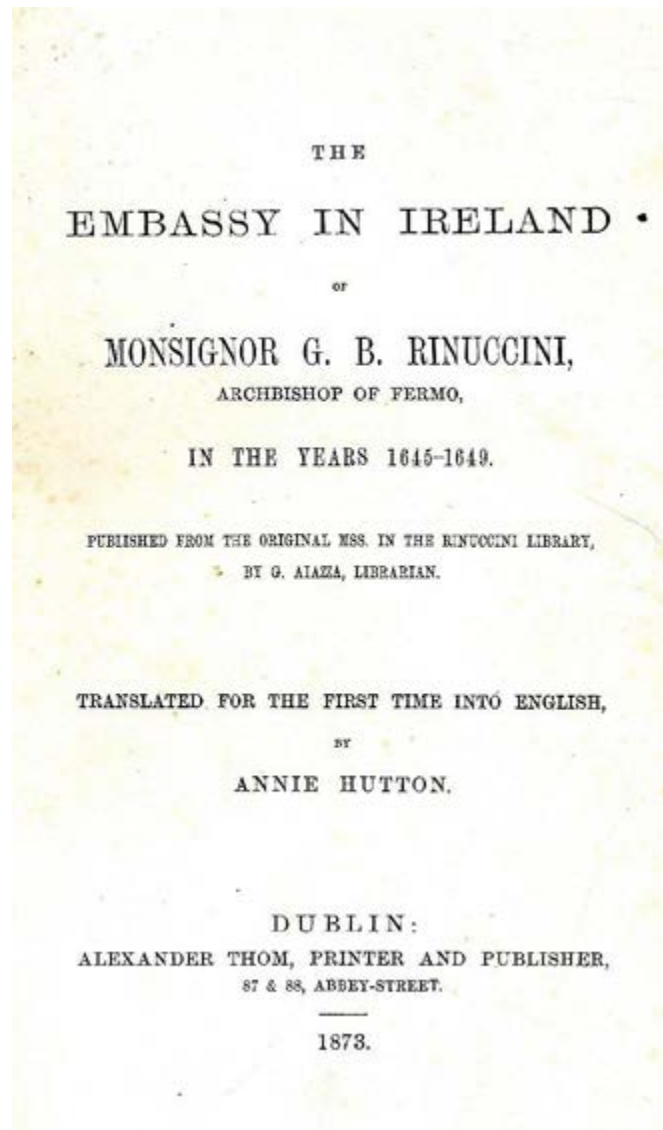 THE
EMBASSY IN IRELAND
OF
MONSIGNOR G. B. RINUCCINI,
ARCHBISHOP OF FERMO,
IN THE YEARS 1645–1649.
PUBLISHED FROM THE ORIGINAL MSS. IN THE RINUCCINI LIBRARY,
BY G. AIAZZA, LIBRARIAN.
TRANSLATED FOR THE FIRST TIME INTO ENGLISH,
BY
ANNIE HUTTON.
DUBLIN:
ALEXANDER THOM, PRINTER AND PUBLISHER,
87 & 88, ABBEY-STREET.
1873.